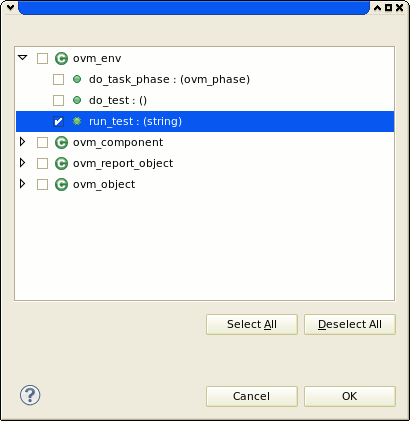 ovm_env
do_task_phase : (ovm_phase)
do_test : ()
run_test : (string)
ovm_component
ovm_report_object
ovm_object
Select All Deselect All
Cancel OK